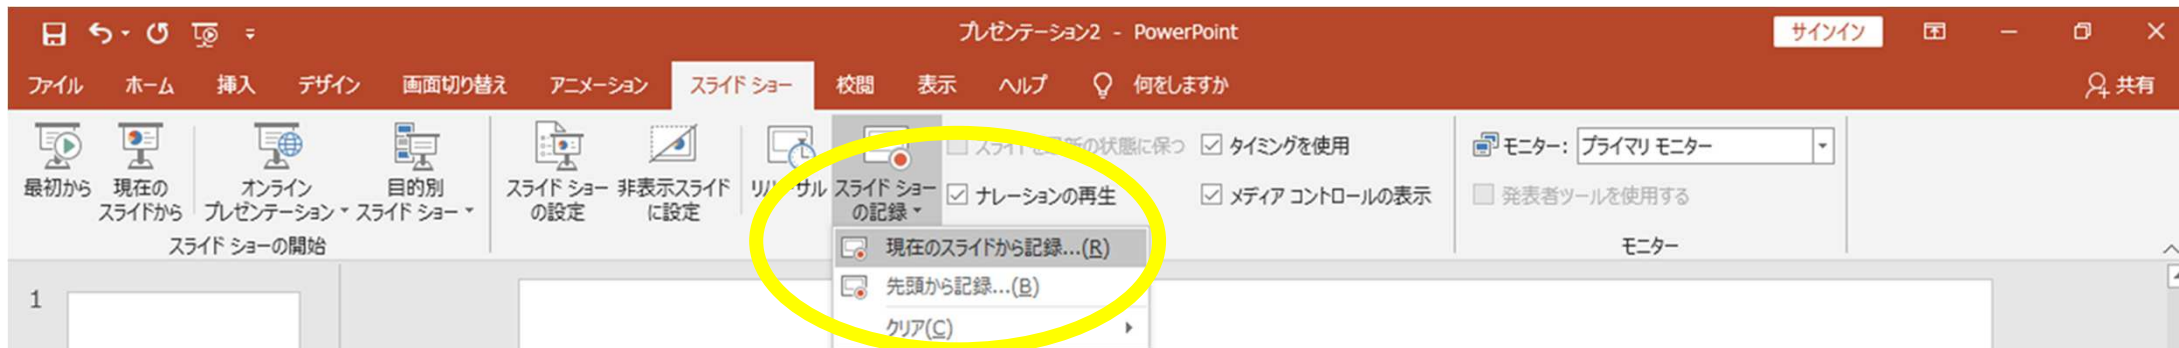 プレゼンテーション2 - PowerPoint
サインイン
ファイル ホーム 挿入 デザイン 画面切り替え アニメーション スライド ショー 校閲 表示 ヘルプ 何をしますか 共有
最初から
現在の
スライドから
オンライン
プレゼンテーション
目的別
スライド ショー
スライド ショーの開始
スライド ショー
の設定
非表示スライド
に設定
リハーサル
スライド ショー
の記録
の状態に保つ
ナレーションの再生
タイミングを使用
メディア コントロールの表示
モニター: プライマリ モニター
発表者ツールを使用する
モニター
現在のスライドから記録...(R)
先頭から記録...(B)
クリア(C)
1